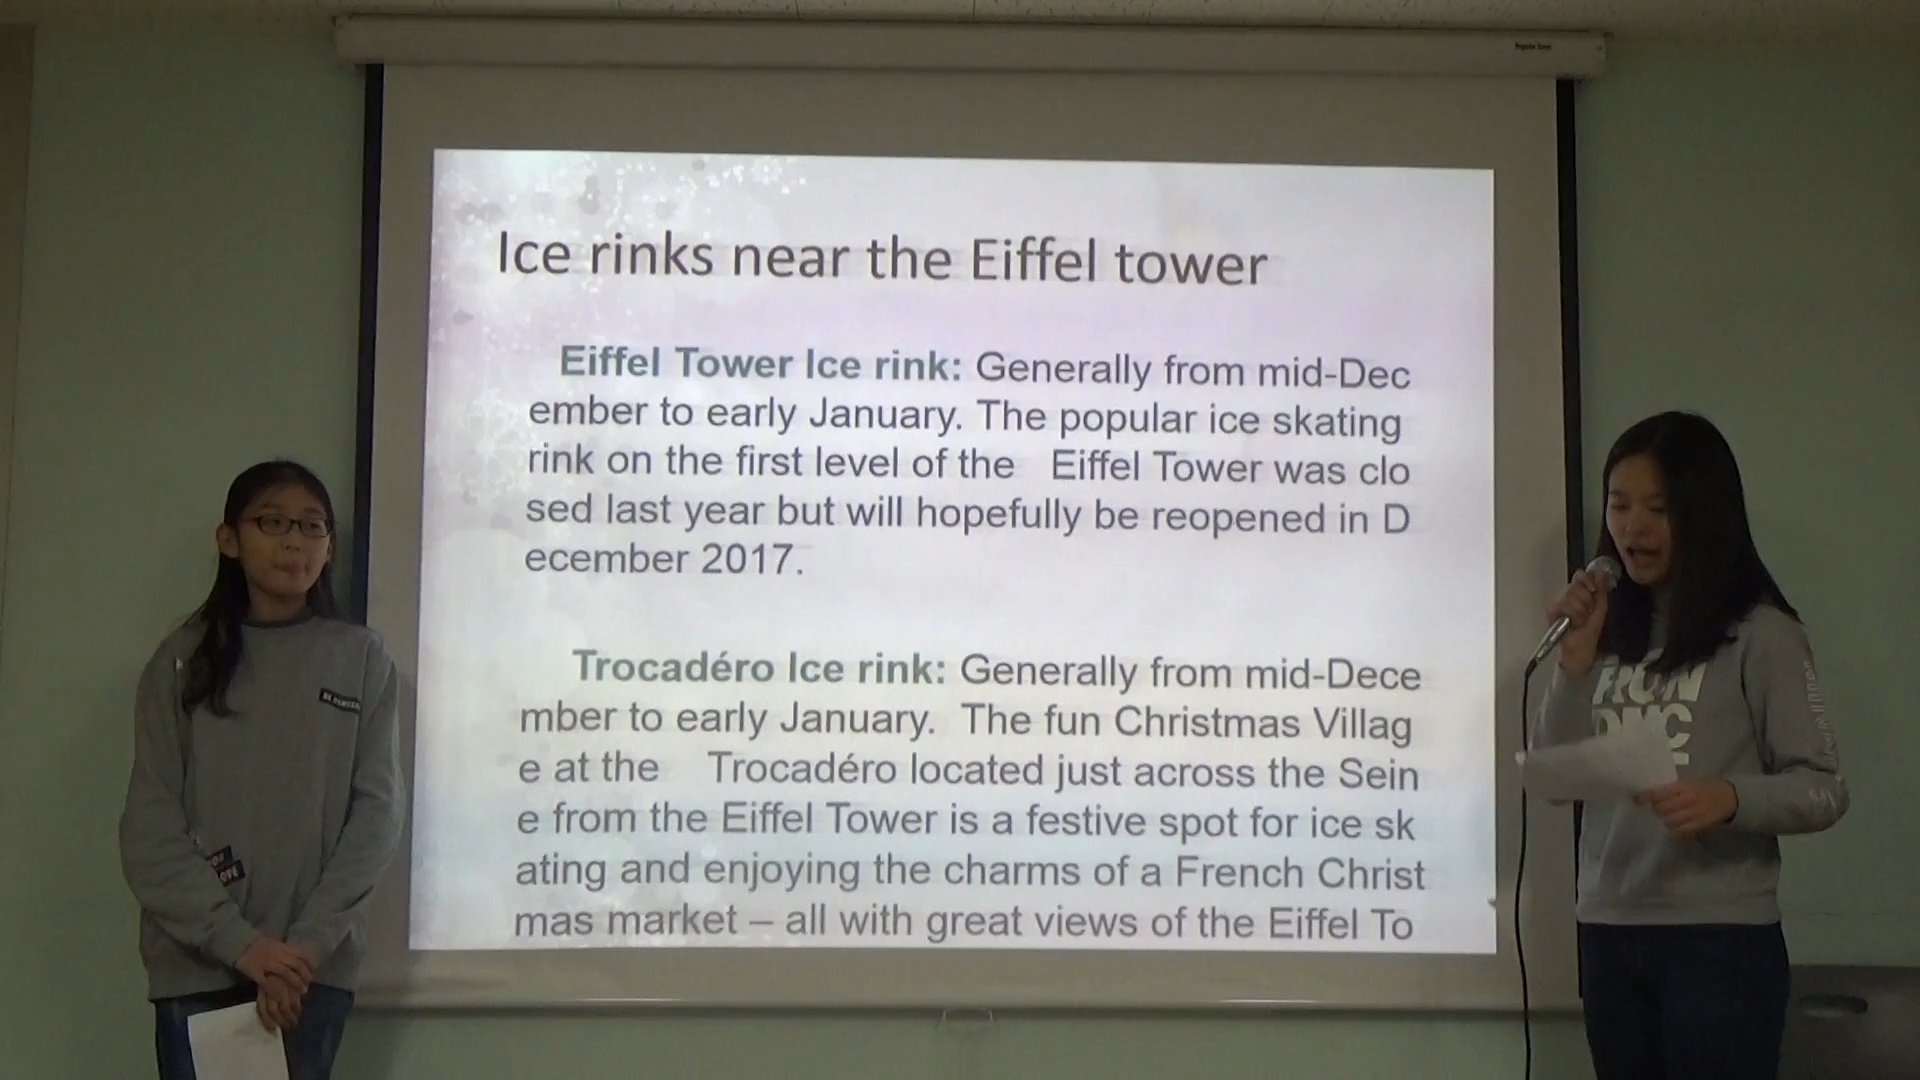 Ice rinks near the Eiffel tower
Eiffel Tower Ice rink: Generally from mid-Dec
ember to early January. The popular ice skating
rink on the first level of the Eiffel Tower was clo
sed last year but will hopefully be reopened in D
ecember 2017.
Trocadéro Ice rink: Generally from mid-Dece
mber to early January. The fun Christmas Villag
e at the Trocadéro located just across the Sein
e from the Eiffel Tower is a festive spot for ice sk
ating and enjoying the charms of a French Christ
mas market – all with great views of the Eiffel To
RUN
DMC